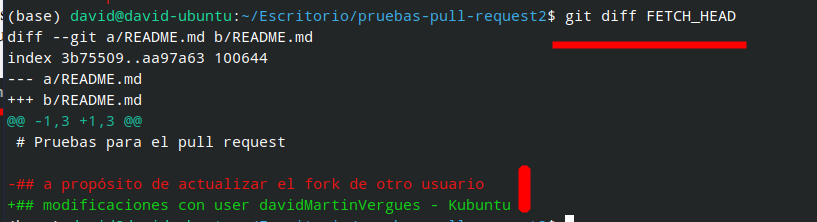 (base) david@david-ubuntu:~/Escritorio/pruebas-pull-request2$ git diff FETCH_HEAD
diff --git a/README.md b/README.md
index 3b75509..aa97a63 100644
--- a/README.md
+++ b/README.md
@@ -1,3 +1,3 @@
# Pruebas para el pull request
-## a propósito de actualizar el fork de otro usuario
+## modificaciones con user davidMartinVergues - Kubuntu